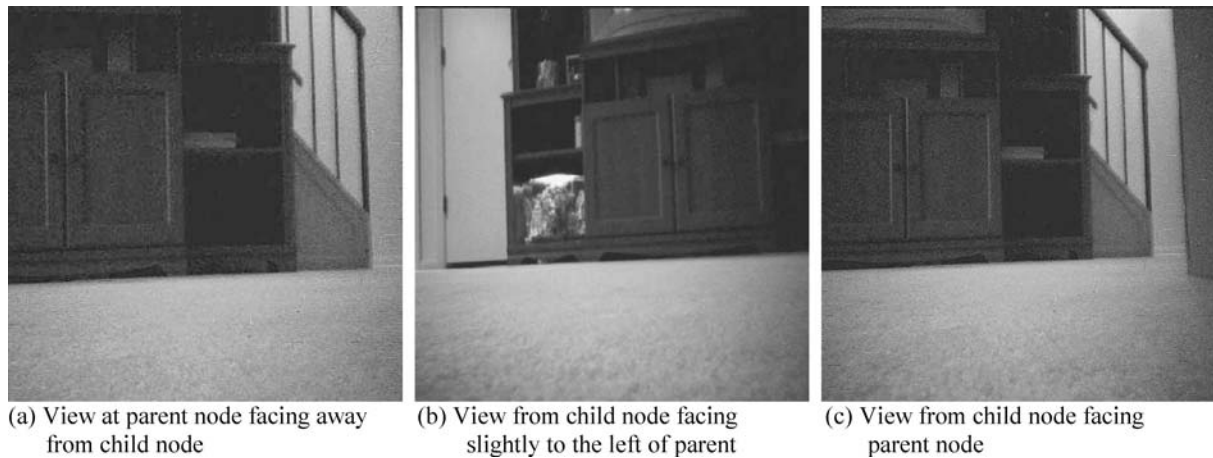 (a) View at parent node facing away
from child node
(b) View from child node facing
slightly to the left of parent
(c) View from child node facing
parent node